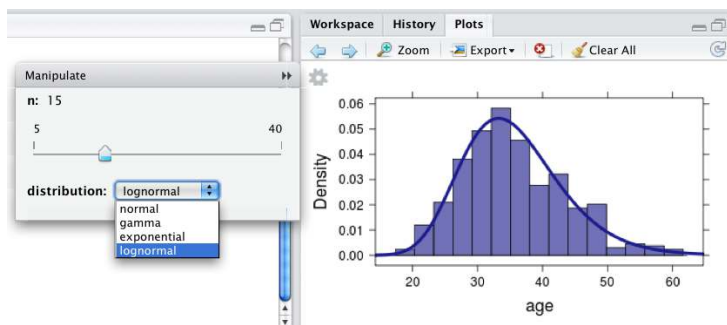 Workspace History Plots
Zoom Export Clear All
Manipulate
n: 15
5 40
distribution: lognormal
normal
gamma
exponential
lognormal
Density
0.06
0.05
0.04
0.03
0.02
0.01
0.00
20 30 40 50 60
age